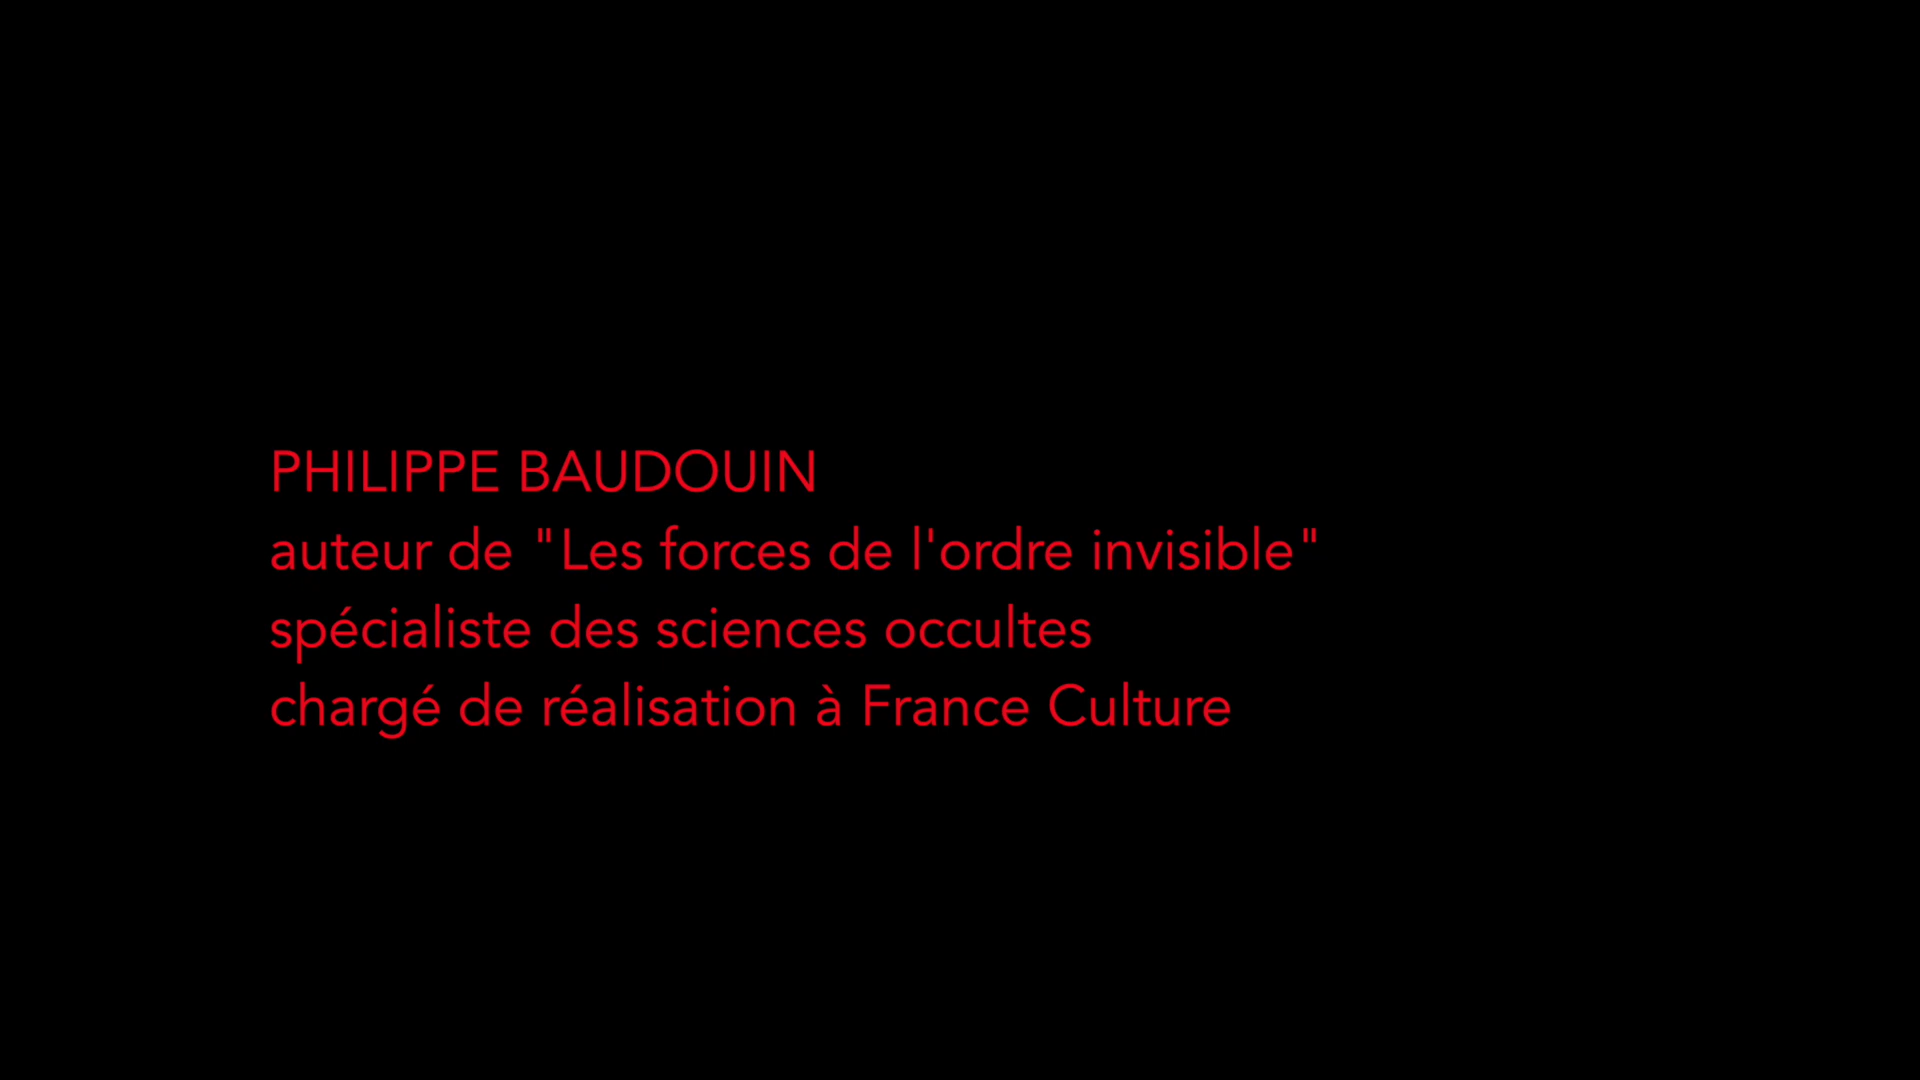 PHILIPPE BAUDOUIN
auteur de "Les forces de l'ordre invisible"
spécialiste des sciences occultes
chargé de réalisation à France Culture